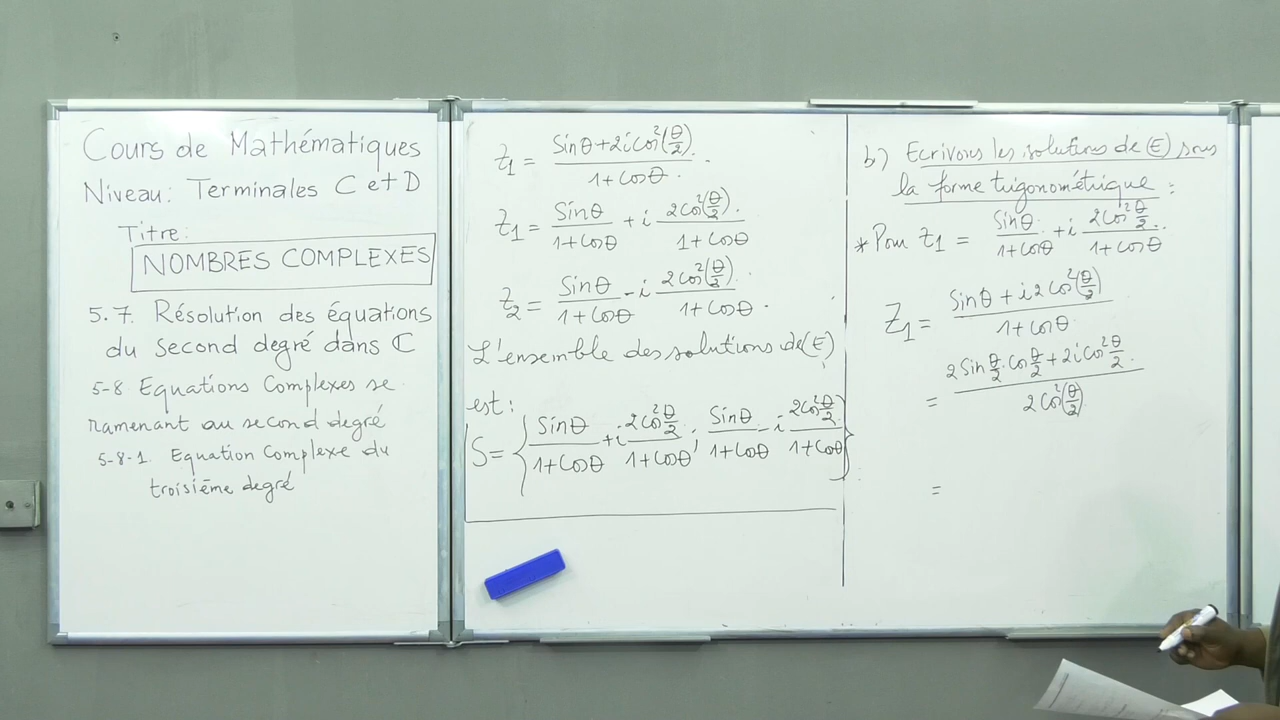 Cours de Mathématiques
Niveau: Terminales C et D
Titre:
NOMBRES COMPLEXES
5.7. Résolution des équations
du second degré dans ℂ
5-8 Equations Complexes se
ramenant au second degré
5-8-1. Equation Complexe du
troisième degré
z₁ = (Sinθ + 2i Cos²(θ/2)) / (1 + Cosθ)
z₁ = Sinθ / (1 + Cosθ) + i 2Cos²(θ/2) / (1 + Cosθ)
z₂ = Sinθ / (1 + Cosθ) - i 2Cos²(θ/2) / (1 + Cosθ)
L'ensemble des solutions de (E)
est:
S = { Sinθ / (1 + Cosθ) + i 2Cos² θ/2 / (1 + Cosθ) ; Sinθ / (1 + Cosθ) - i 2Cos² θ/2 / (1 + Cosθ) }
b) Ecrivons les solutions de (E) sous
la forme trigonométrique :
* Pour z₁ = Sinθ / (1 + Cosθ) + i 2Cos² θ/2 / (1 + Cosθ)
Z₁ = (Sinθ + i 2Cos²(θ/2)) / (1 + Cosθ)
= (2 Sin θ/2 . Cos θ/2 + 2i Cos² θ/2) / (2 Cos²(θ/2))
=